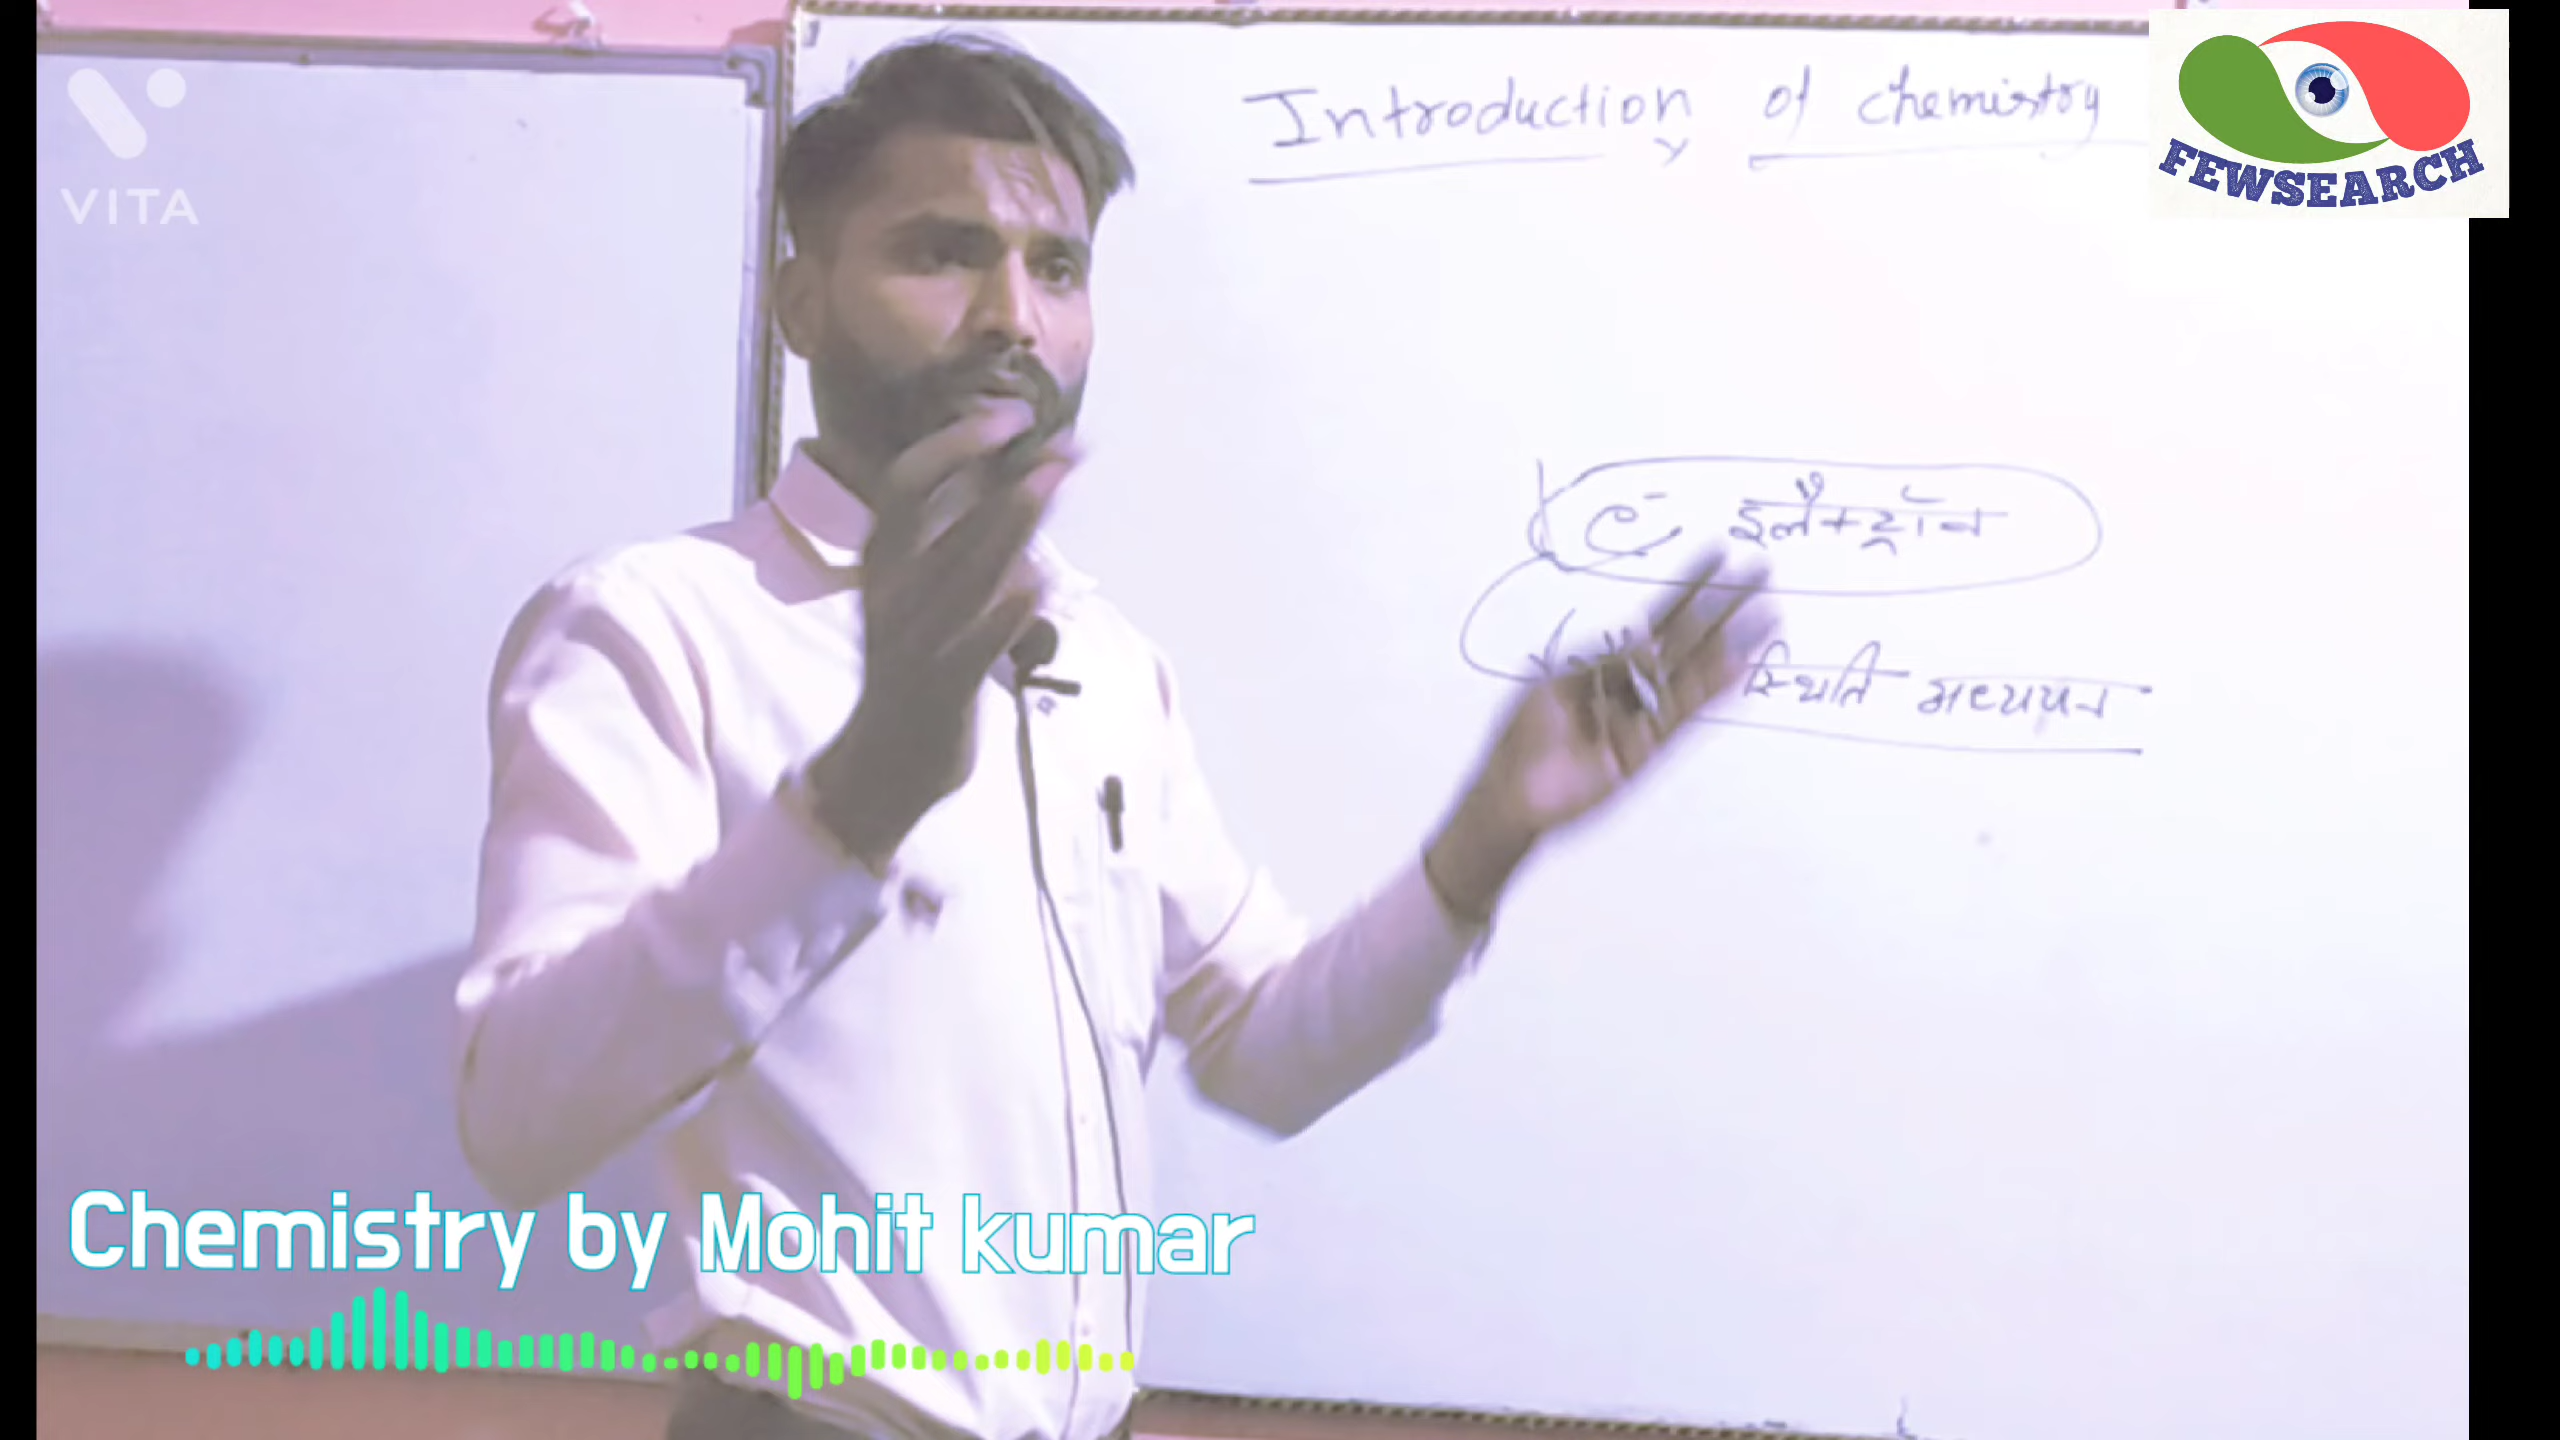 VITA
Introduction of chemistry
FEWSEARCH
e⁻ इलैक्ट्रॉन
स्थिति अध्ययन
Chemistry by Mohit kumar